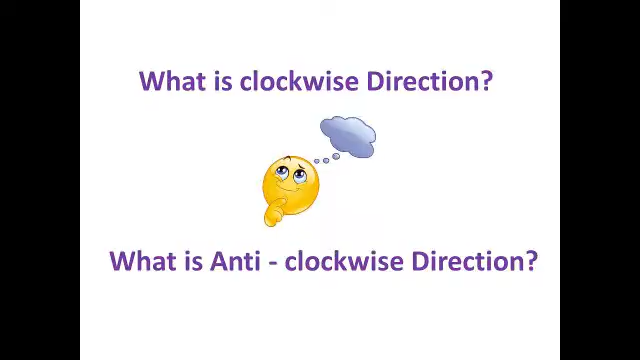 What is clockwise Direction?
What is Anti - clockwise Direction?